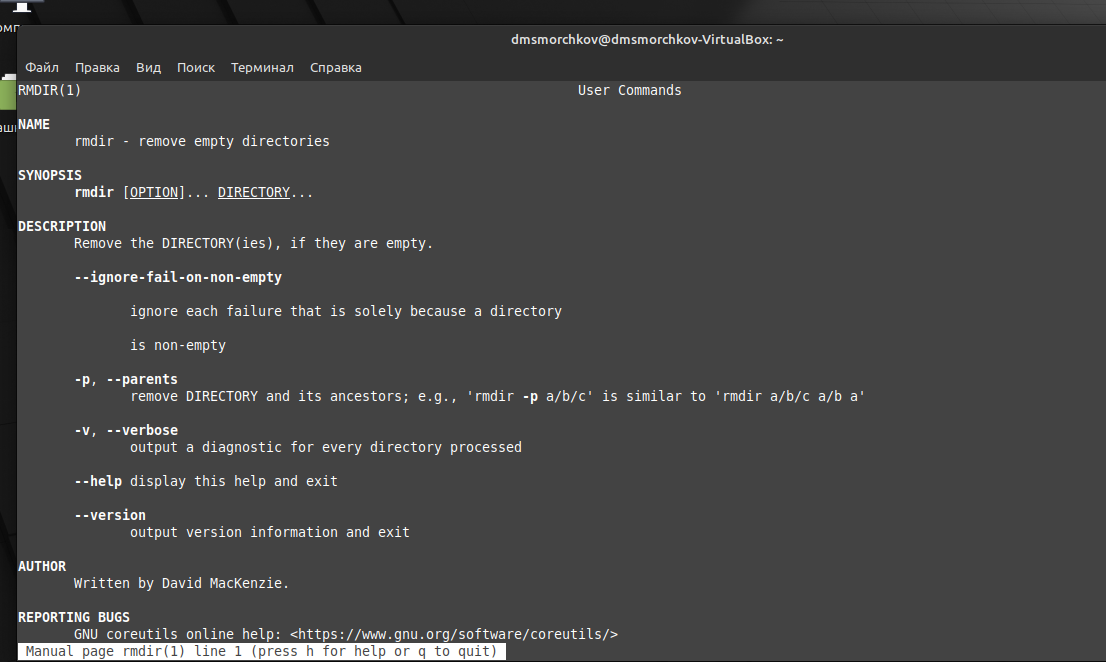 dmsmorchkov@dmsmorchkov-VirtualBox: ~
Файл Правка Вид Поиск Терминал Справка
RMDIR(1) User Commands
NAME
rmdir - remove empty directories
SYNOPSIS
rmdir [OPTION]... DIRECTORY...
DESCRIPTION
Remove the DIRECTORY(ies), if they are empty.
--ignore-fail-on-non-empty
ignore each failure that is solely because a directory
is non-empty
-p, --parents
remove DIRECTORY and its ancestors; e.g., 'rmdir -p a/b/c' is similar to 'rmdir a/b/c a/b a'
-v, --verbose
output a diagnostic for every directory processed
--help display this help and exit
--version
output version information and exit
AUTHOR
Written by David MacKenzie.
REPORTING BUGS
GNU coreutils online help: <https://www.gnu.org/software/coreutils/>
Manual page rmdir(1) line 1 (press h for help or q to quit)